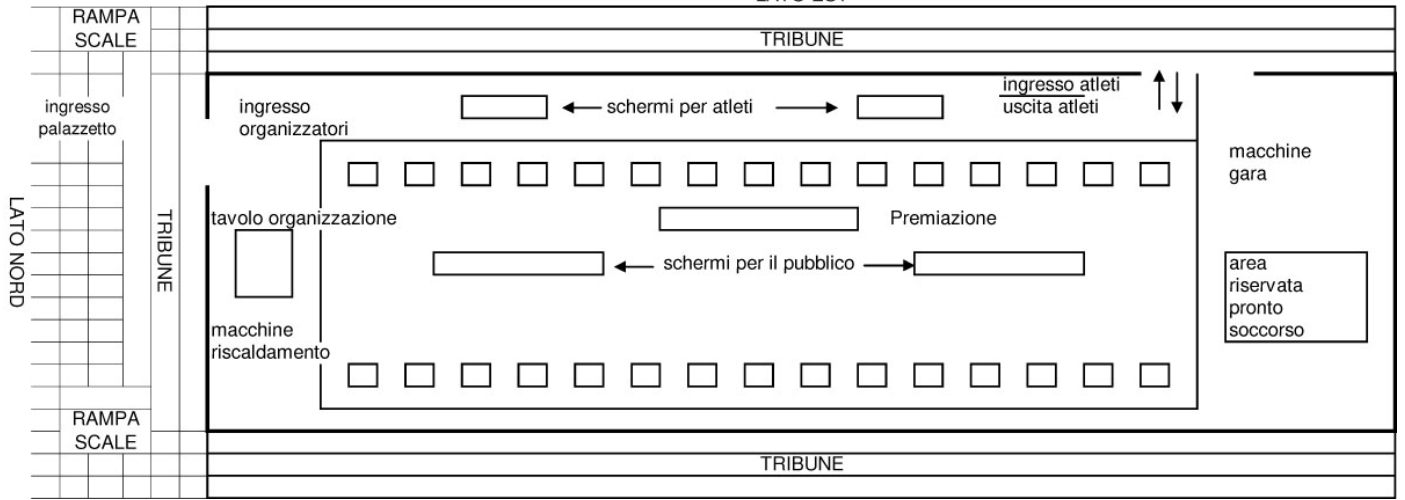 RAMPA
SCALE
TRIBUNE
ingresso
palazzetto
ingresso
organizzatori
schermi per atleti
ingresso atleti
uscita atleti
macchine
gara
LATO NORD
TRIBUNE
tavolo organizzazione
Premiazione
schermi per il pubblico
area
riservata
pronto
soccorso
macchine
riscaldamento
RAMPA
SCALE
TRIBUNE